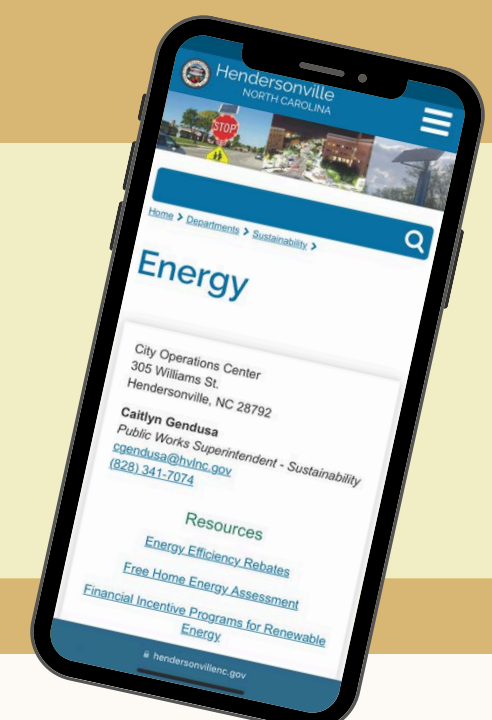 Hendersonville
NORTH CAROLINA
STOP
Home > Departments > Sustainability >
Energy
City Operations Center
305 Williams St.
Hendersonville, NC 28792
Caitlyn Gendusa
Public Works Superintendent - Sustainability
cgendusa@hvlnc.gov
(828) 341-7074
Resources
Energy Efficiency Rebates
Free Home Energy Assessment
Financial Incentive Programs for Renewable
Energy
hendersonvillenc.gov